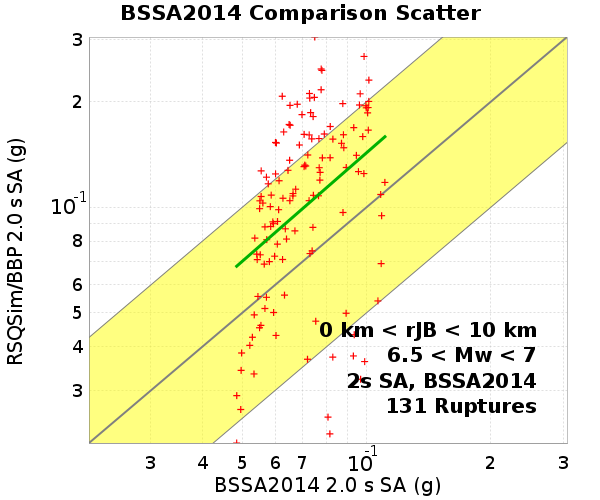 BSSA2014 Comparison Scatter
RSQSim/BBP 2.0 s SA (g)
3
2
10-1
8
6
5
4
3
0 km < rJB < 10 km
6.5 < Mw < 7
2s SA, BSSA2014
131 Ruptures
3 4 5 6 7 10-1 2 3
BSSA2014 2.0 s SA (g)